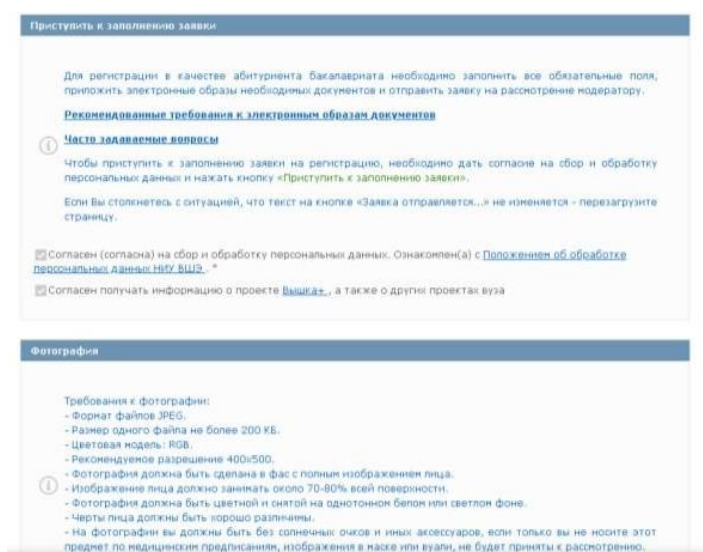 Приступить к заполнению заявки
Для регистрации в качестве абитуриента бакалавриата необходимо заполнить все обязательные поля,
приложить электронные образы необходимых документов и отправить заявку на рассмотрение модератору.
Рекомендованные требования к электронным образам документов
Часто задаваемые вопросы
Чтобы приступить к заполнению заявки на регистрацию, необходимо дать согласие на сбор и обработку
персональных данных и нажать кнопку «Приступить к заполнению заявки».
Если Вы столкнетесь с ситуацией, что текст на кнопке «Заявка отправляется...» не изменяется - перезагрузите
страницу.
Согласен (согласна) на сбор и обработку персональных данных. Ознакомлен(а) с Положением об обработке
персональных данных НИУ ВШЭ . *
Согласен получать информацию о проекте Вышка+ , а также о других проектах вуза
Фотография
Требования к фотографии:
- Формат файлов JPEG.
- Размер одного файла не более 200 КБ.
- Цветовая модель: RGB.
- Рекомендуемое разрешение 400x500.
- Фотография должна быть сделана в фас с полным изображением лица.
- Изображение лица должно занимать около 70-80% всей поверхности.
- Фотография должна быть цветной и снятой на однотонном белом или светлом фоне.
- Черты лица должны быть хорошо различимы.
- На фотографии вы должны быть без солнечных очков и иных аксессуаров, если только вы не носите этот
предмет по медицинским предписаниям, изображения в маске или вуали, не будет приняты к рассмотрению.